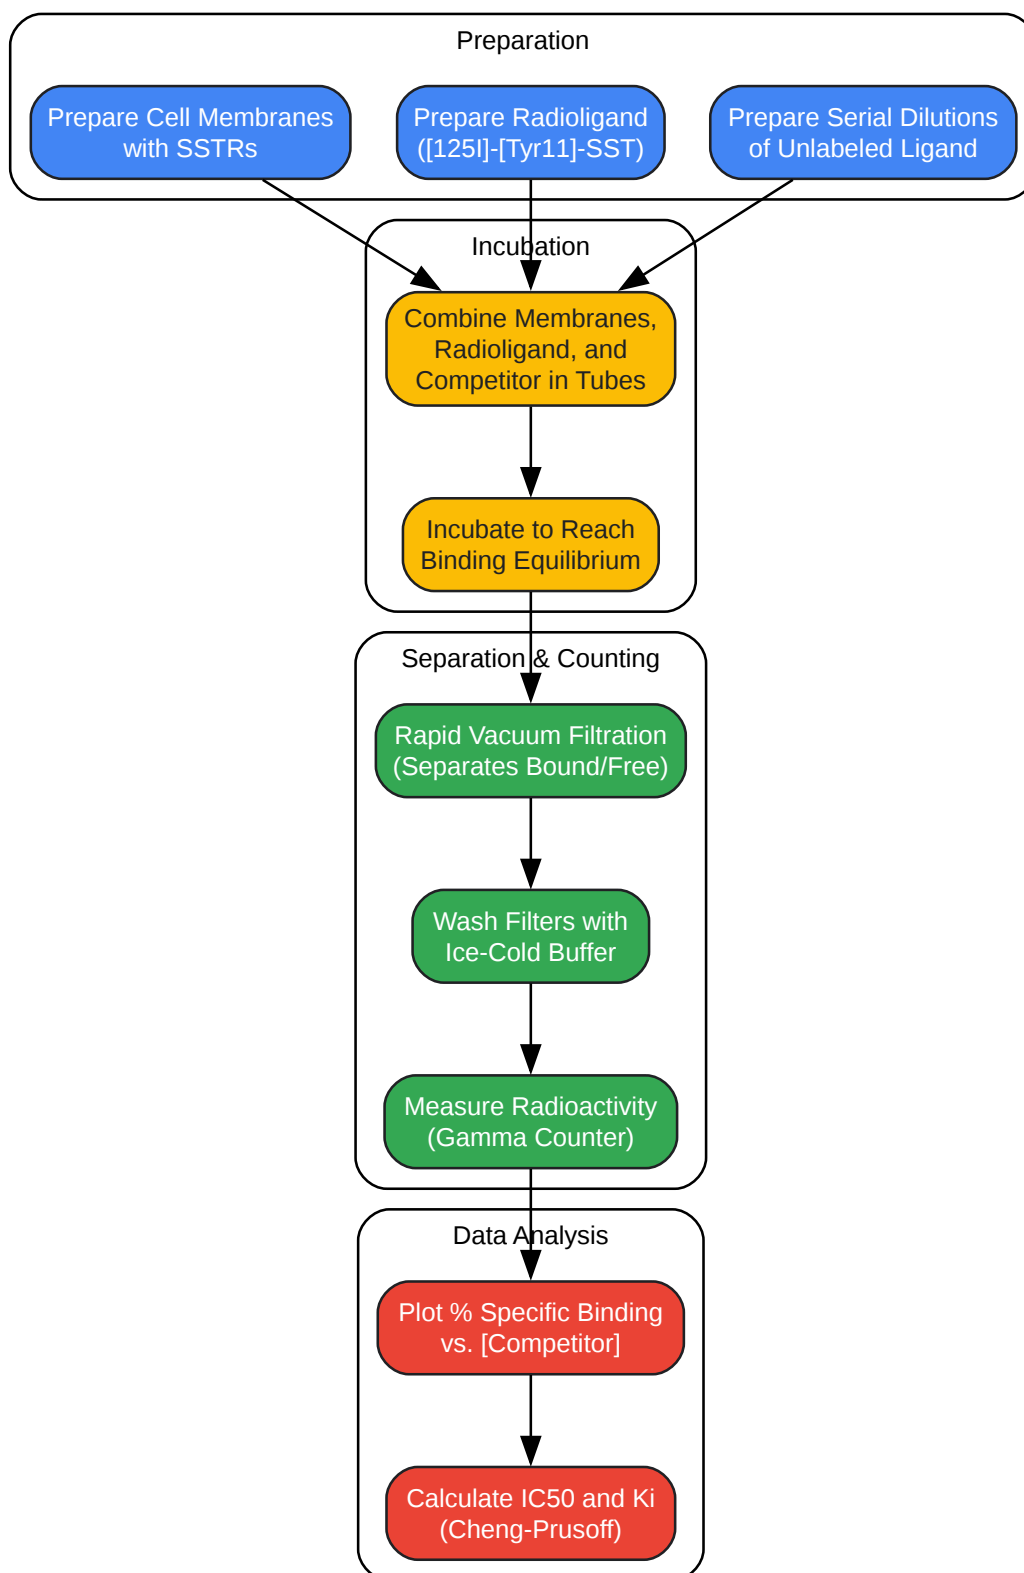 Preparation
Prepare Cell Membranes
with SSTRs
Prepare Radioligand
([125I]-[Tyr11]-SST)
Prepare Serial Dilutions
of Unlabeled Ligand
Incubation
Combine Membranes,
Radioligand, and
Competitor in Tubes
Incubate to Reach
Binding Equilibrium
Separation & Counting
Rapid Vacuum Filtration
(Separates Bound/Free)
Wash Filters with
Ice-Cold Buffer
Measure Radioactivity
(Gamma Counter)
Data Analysis
Plot % Specific Binding
vs. [Competitor]
Calculate IC50 and Ki
(Cheng-Prusoff)